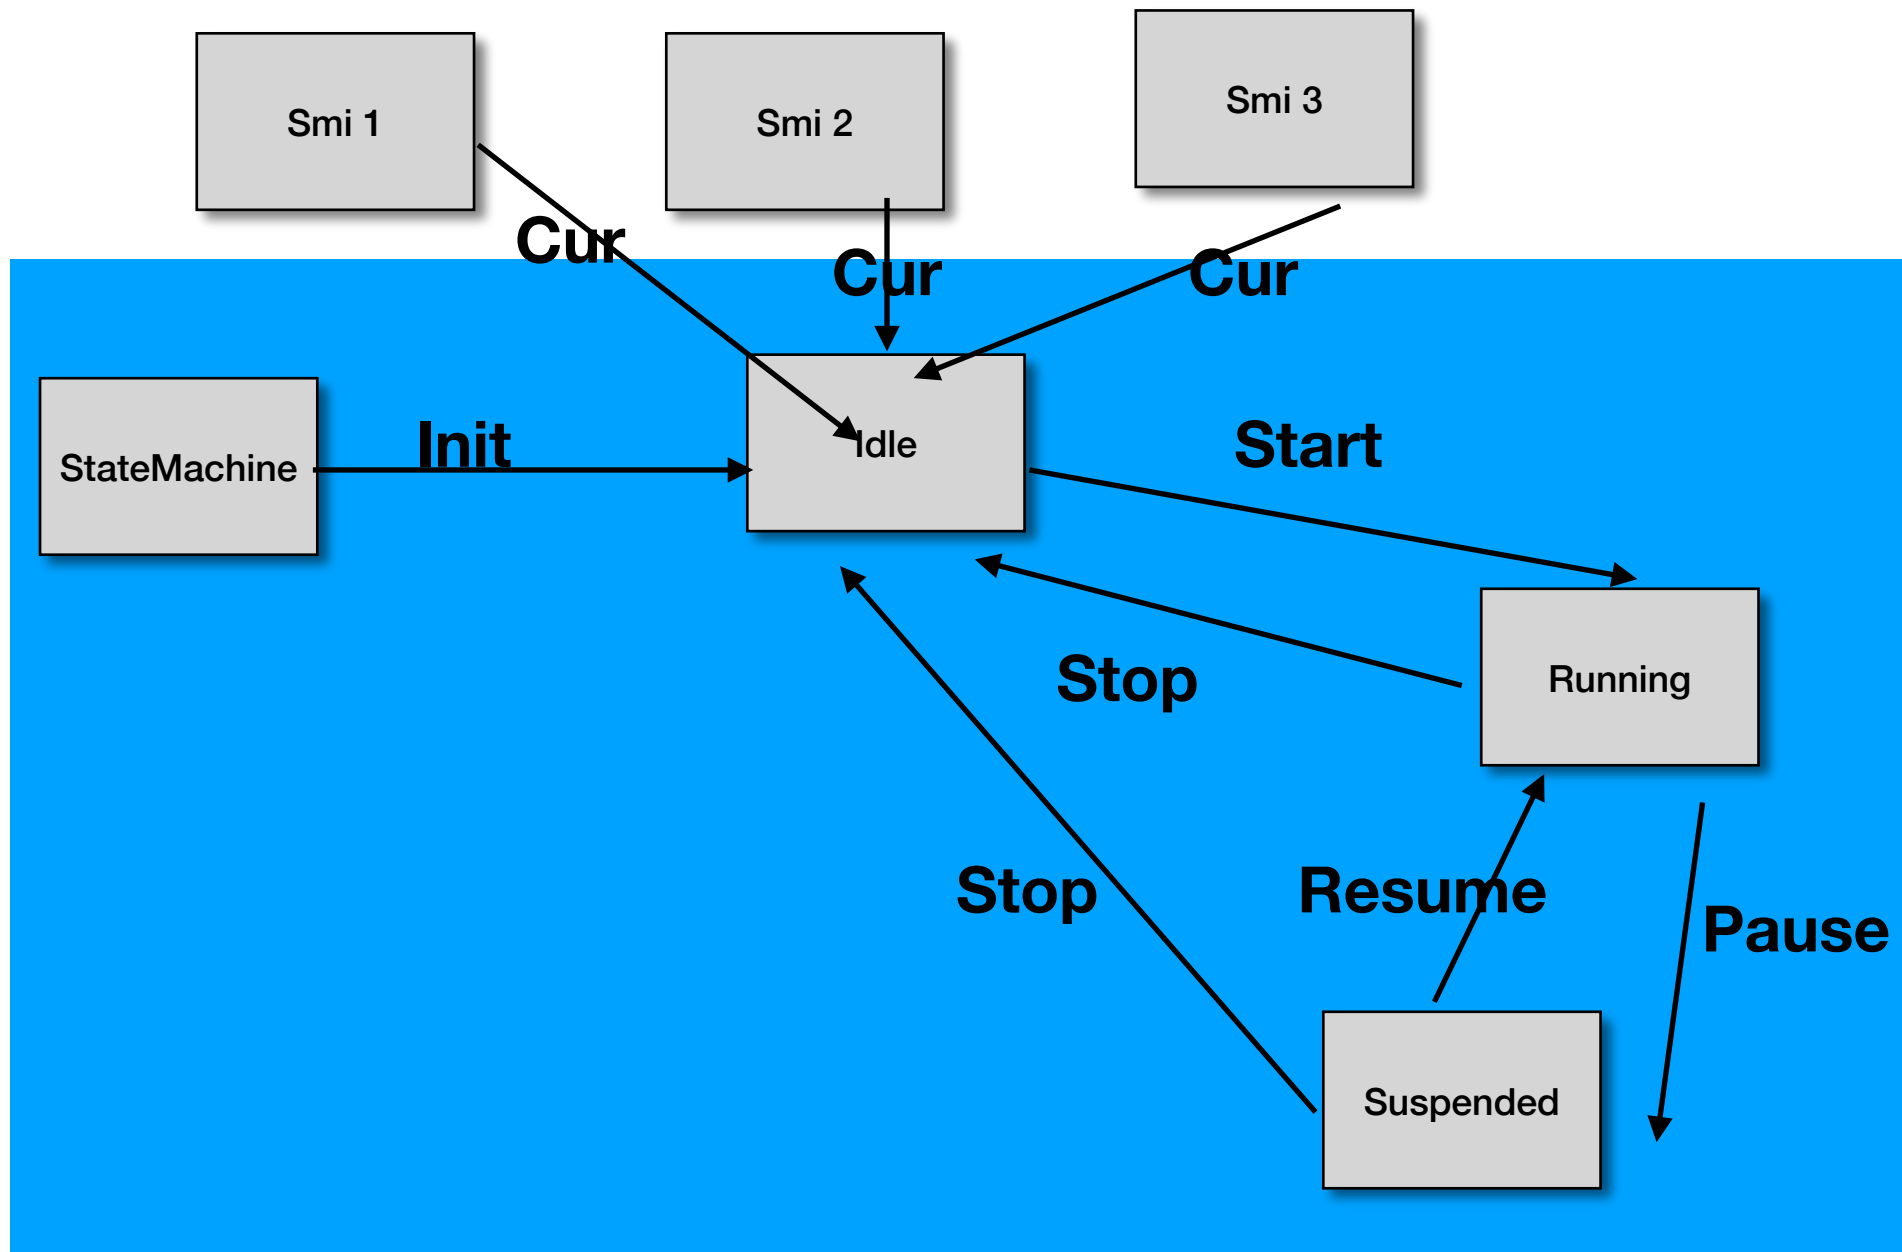 Smi 1
Smi 2
Smi 3
Cur
Cur
Cur
StateMachine
Init
Idle
Start
Stop
Running
Stop
Resume
Pause
Suspended